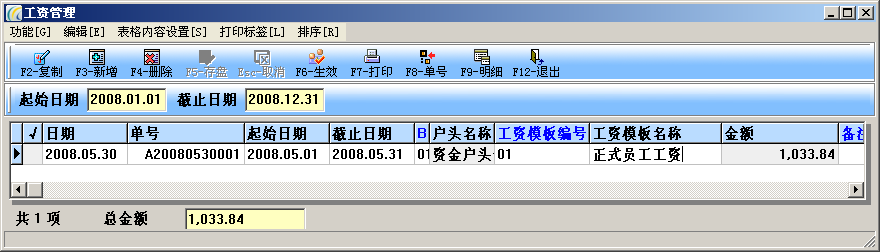 工资管理
功能[G] 编辑[E] 表格内容设置[S] 打印标签[L] 排序[R]
F2-复制 F3-新增 F4-删除 F5-存盘 Esc-取消 F6-生效 F7-打印 F8-单号 F9-明细 F12-退出
起始日期 2008.01.01 截止日期 2008.12.31
√ 日期 单号 起始日期 截止日期 B 户头名称 工资模板编号 工资模板名称 金额 备注
2008.05.30 A20080530001 2008.05.01 2008.05.31 01 资金户头 01 正式员工工资 1,033.84
共 1 项 总金额 1,033.84